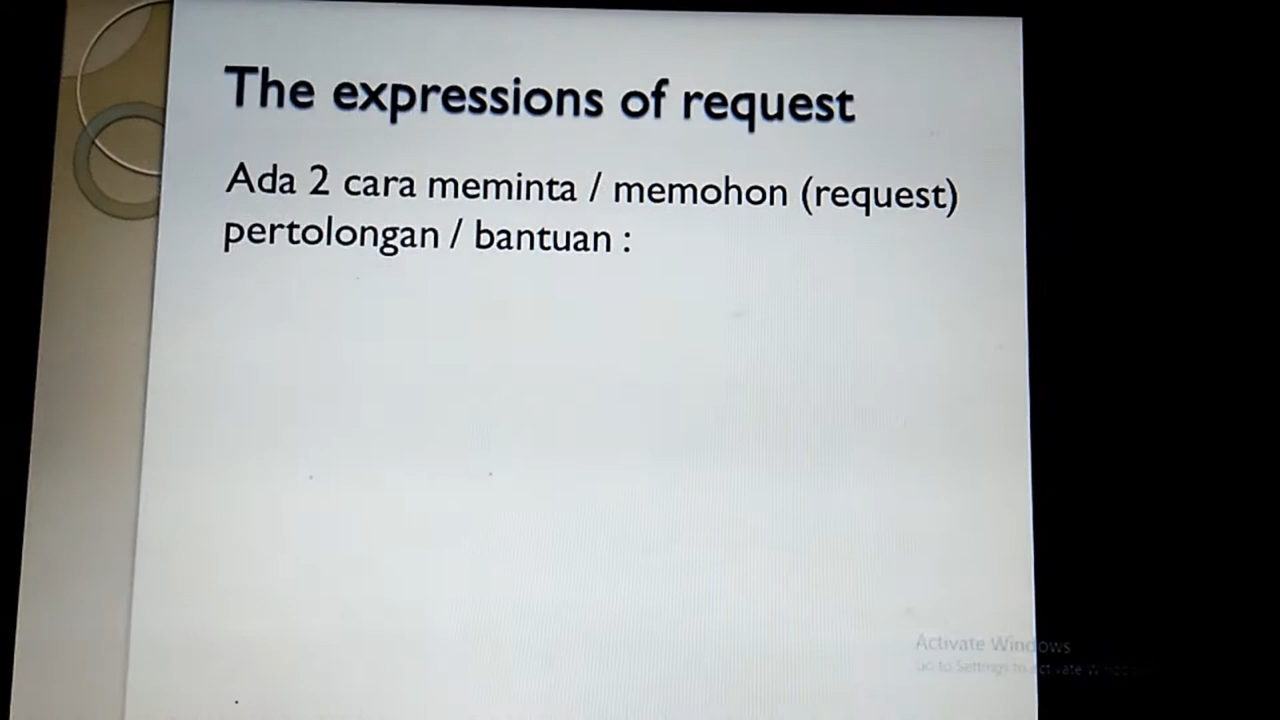 The expressions of request
Ada 2 cara meminta / memohon (request)
pertolongan / bantuan :
Activate Windows
Go to Settings to activate Windows.